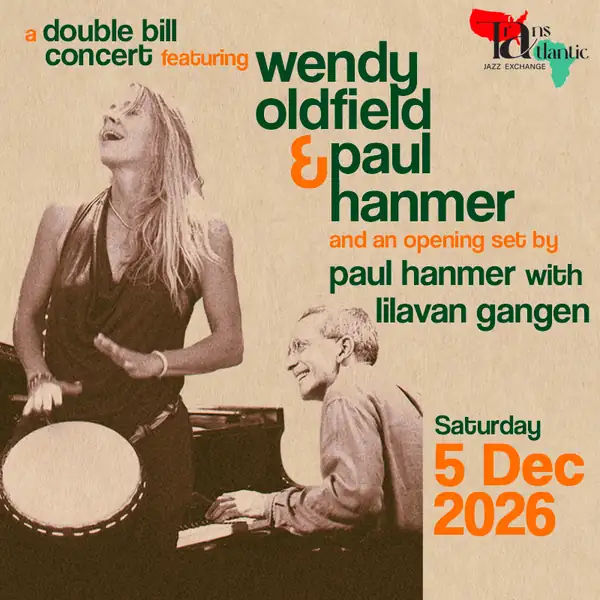 a double bill
concert featuring
wendy
oldfield
& paul
hanmer
and an opening set by
paul hanmer with
lilavan gangen
Saturday
5 Dec
2026
Trans
atlantic
JAZZ EXCHANGE